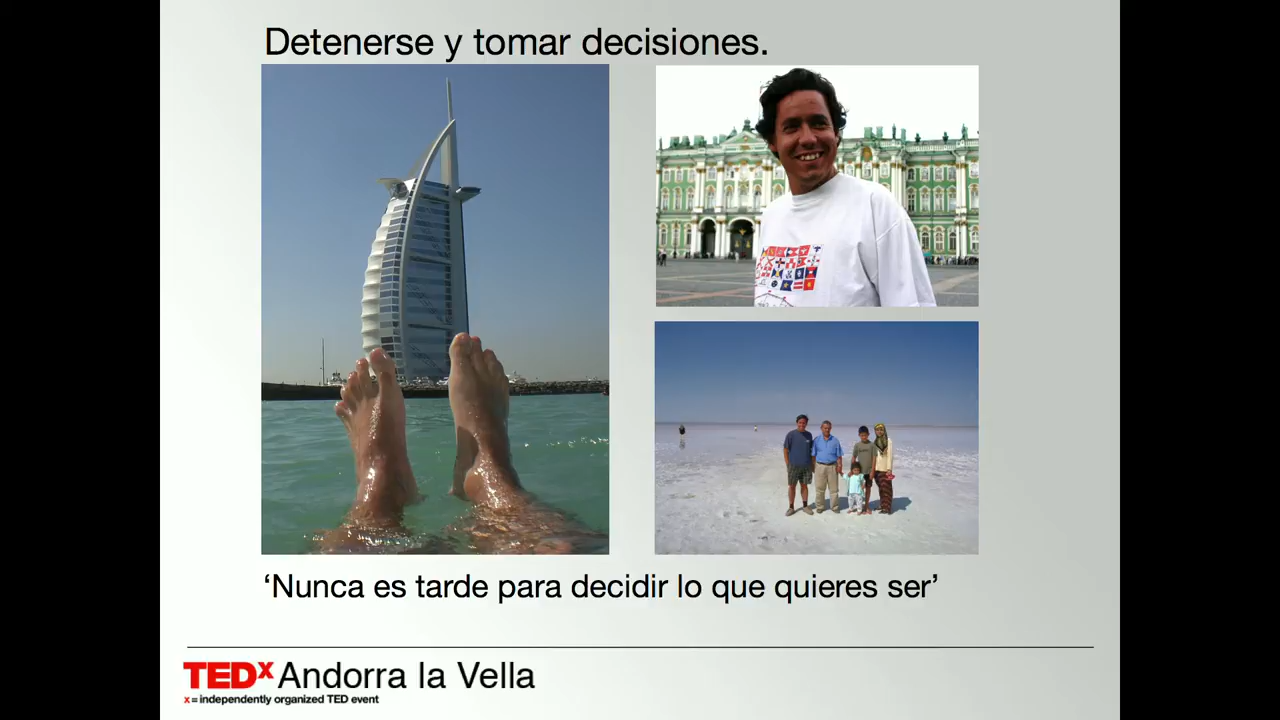 Detenerse y tomar decisiones.
‘Nunca es tarde para decidir lo que quieres ser’
TEDx Andorra la Vella
x = independently organized TED event